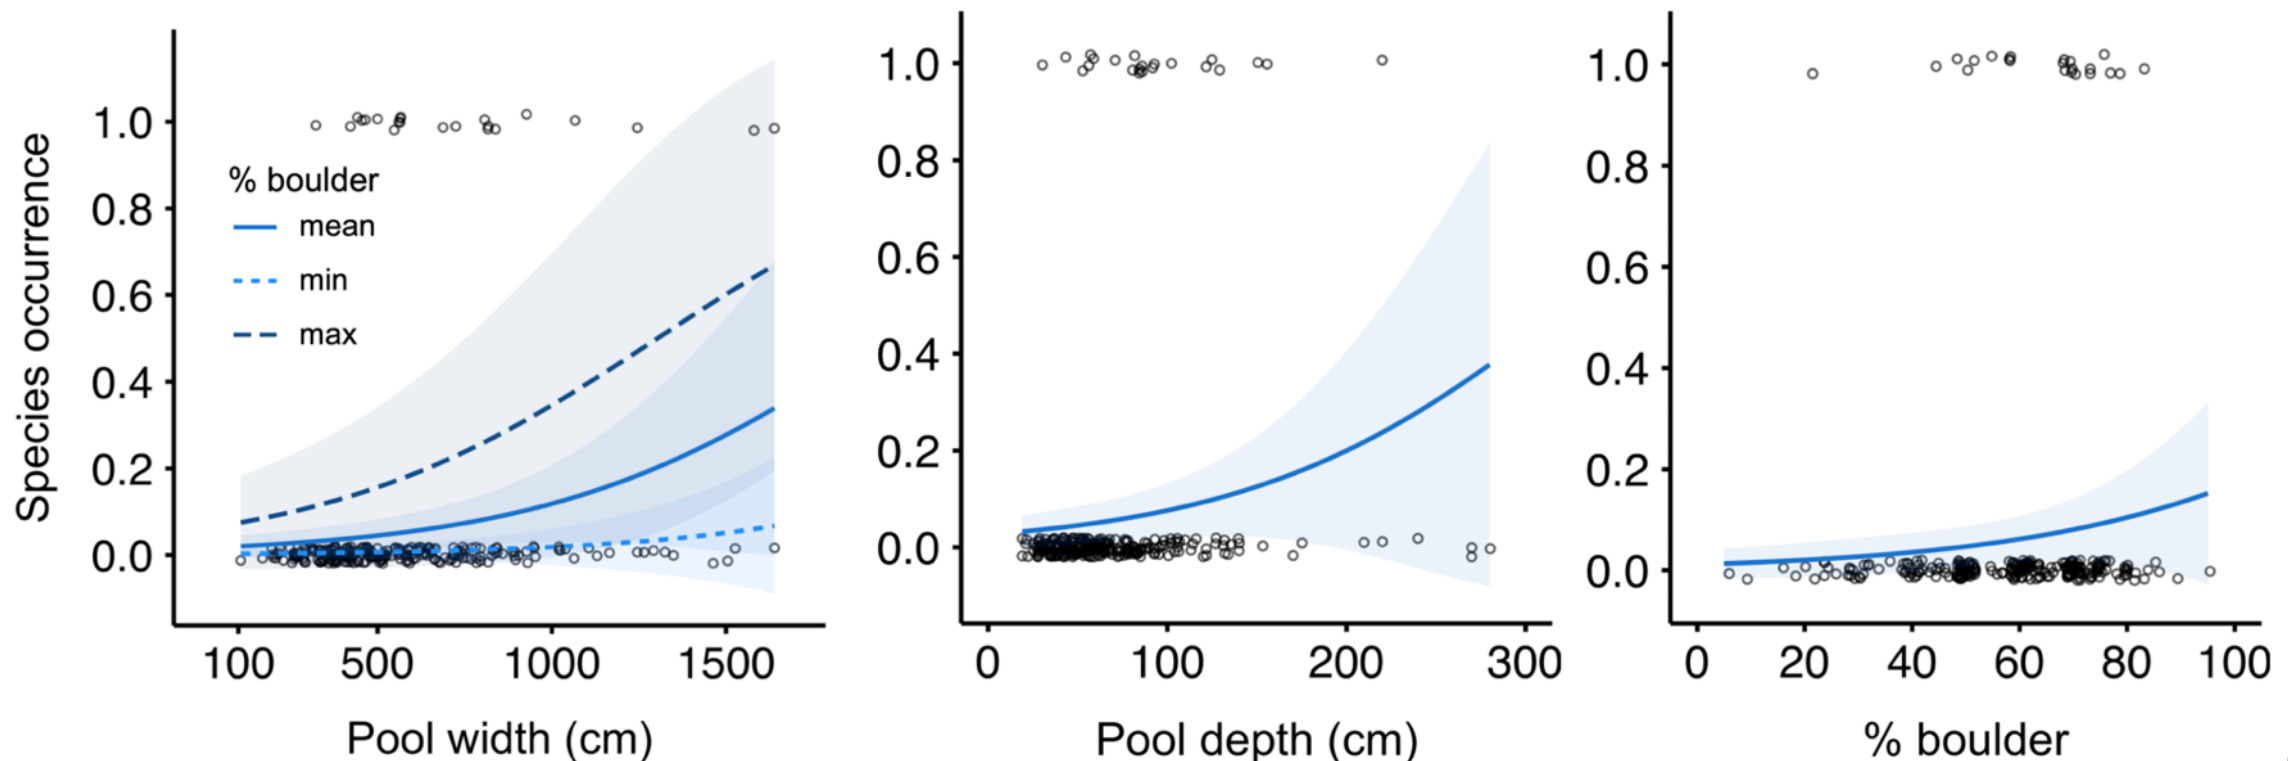 Species occurrence
1.0
0.8
0.6
0.4
0.2
0.0
% boulder
mean
min
max
100 500 1000 1500
Pool width (cm)
1.0
0.8
0.6
0.4
0.2
0.0
0 100 200 300
Pool depth (cm)
1.0
0.8
0.6
0.4
0.2
0.0
0 20 40 60 80 100
% boulder